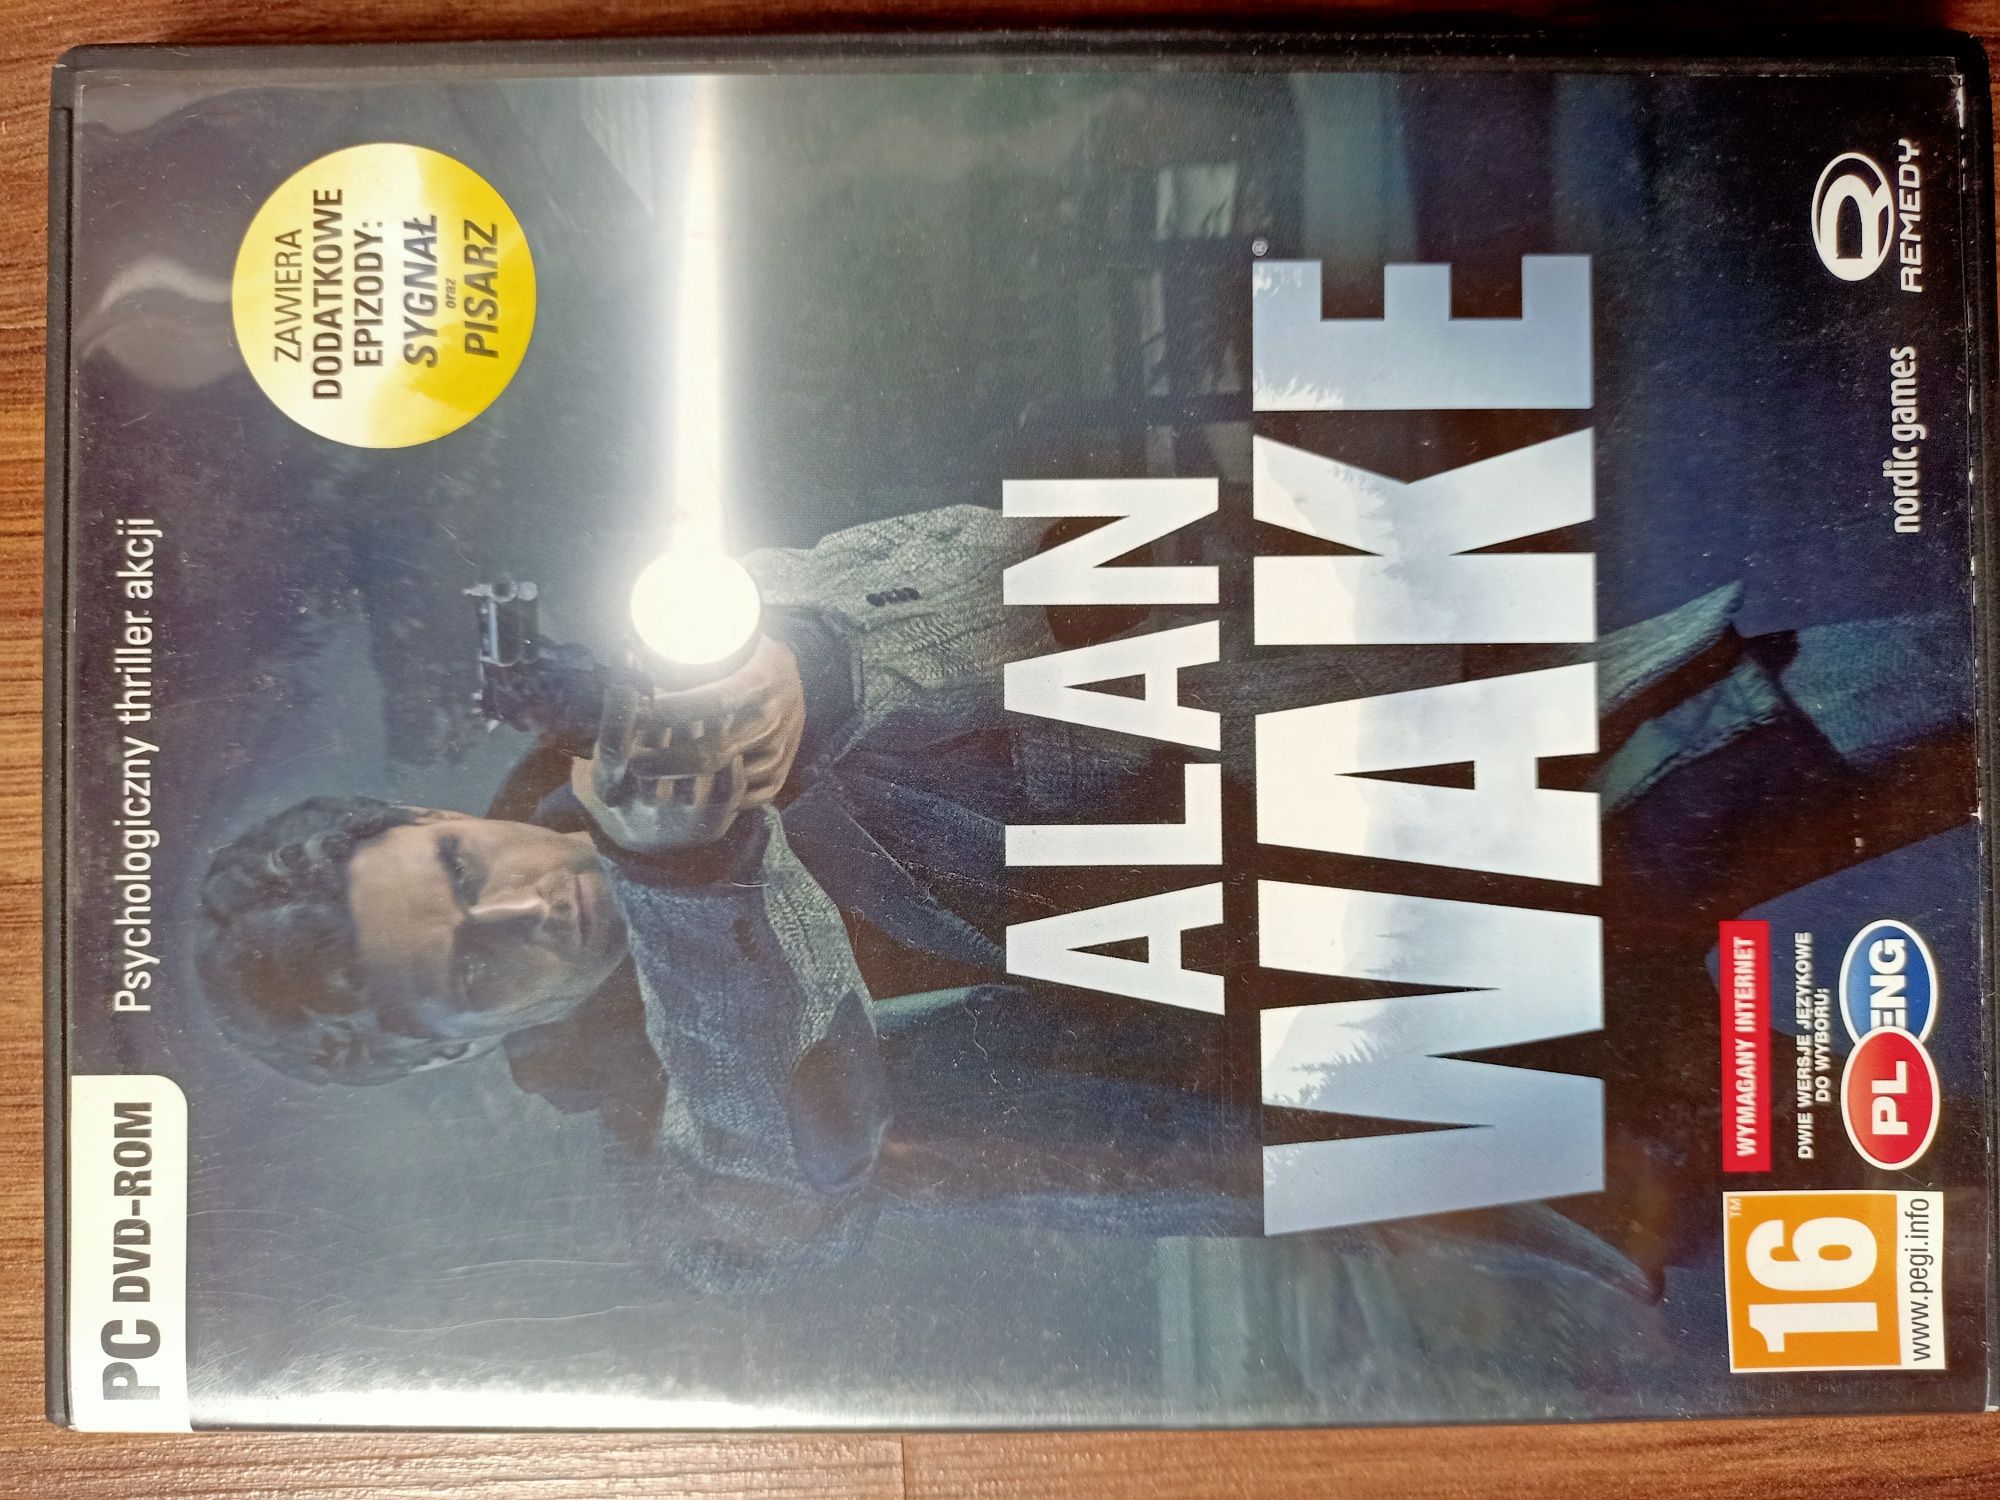 PC DVD-ROM
Psychologiczny thriller akcji
ZAWIERA
DODATKOWE
EPIZODY:
SYGNAŁ
oraz
PISARZ
ALAN
WAKE®
16™
www.pegi.info
WYMAGANY INTERNET
DWIE WERSJE JĘZYKOWE
DO WYBORU:
PL ENG
nordic games
REMEDY